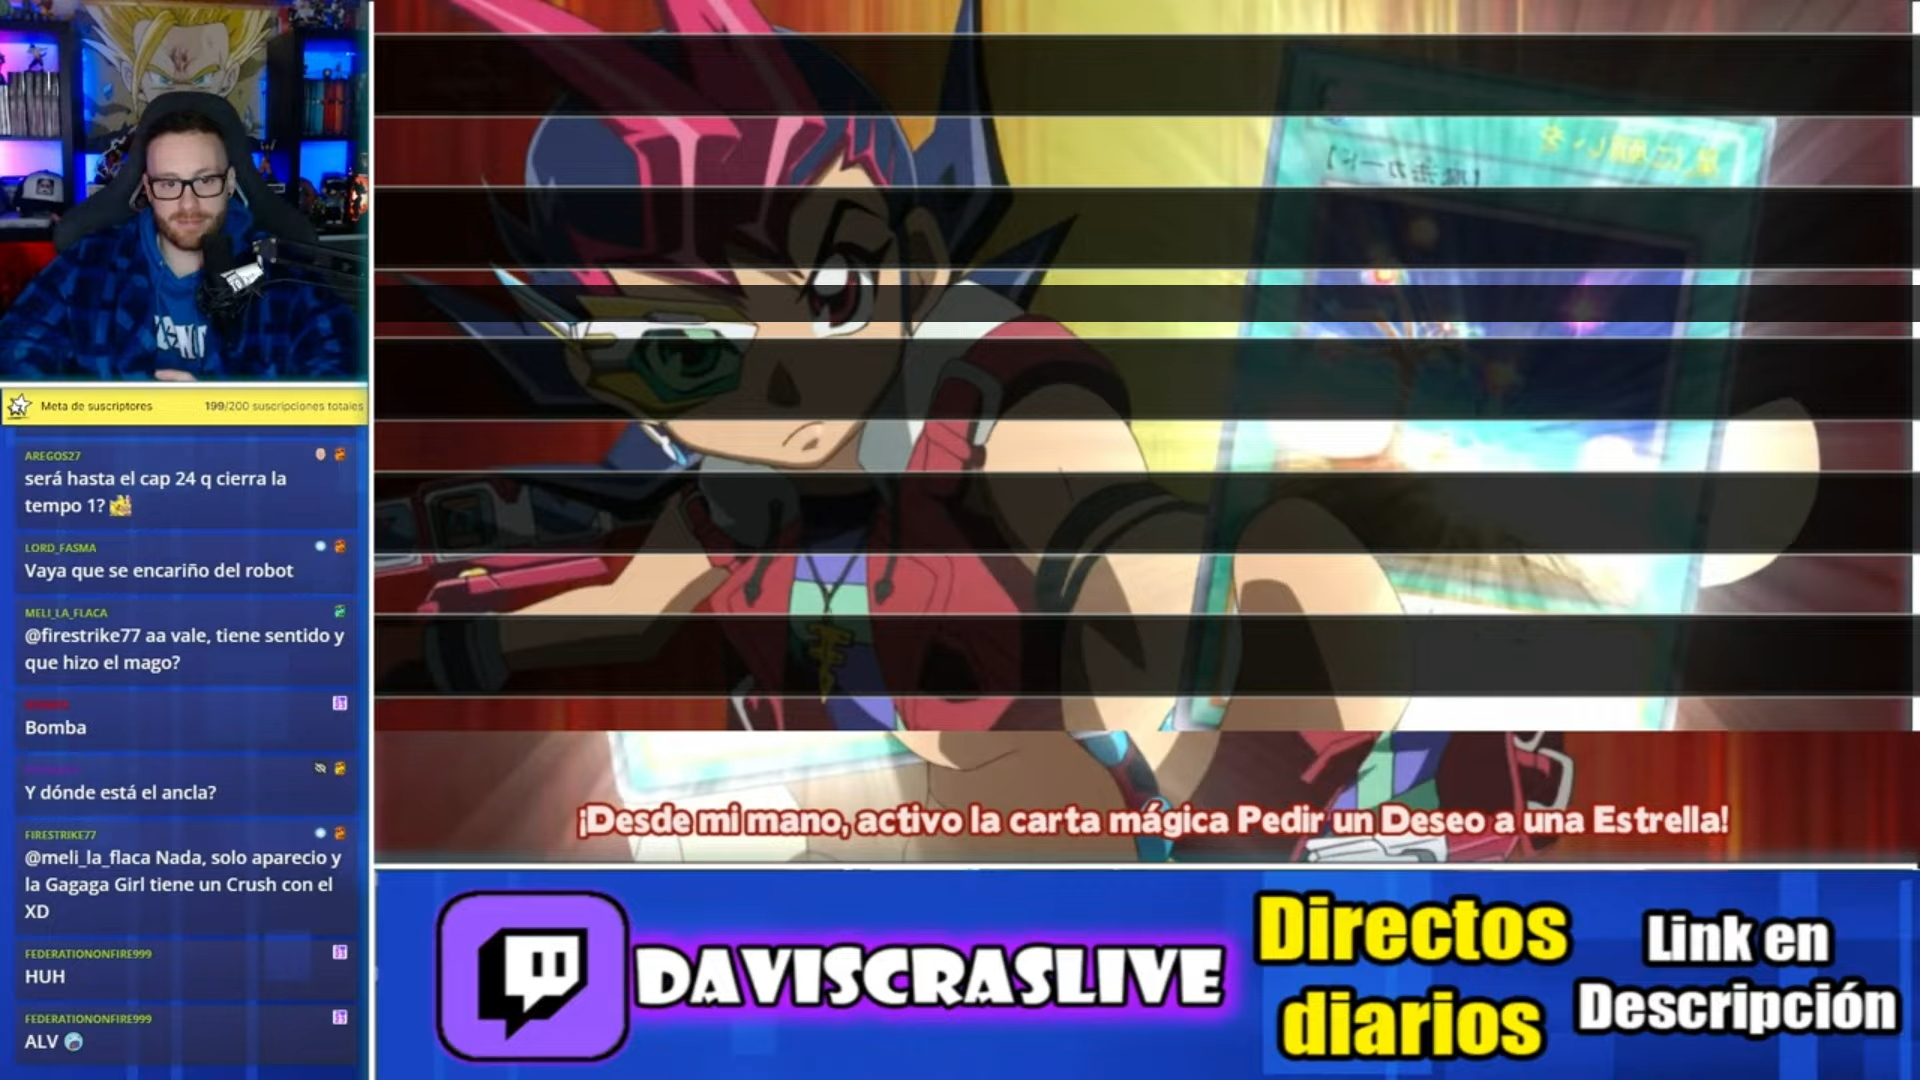 Meta de suscriptores 199/200 suscripciones totales
AREGOS27
será hasta el cap 24 q cierra la
tempo 1?
LORD_FASMA
Vaya que se encariño del robot
MELI_LA_FLACA
@firestrike77 aa vale, tiene sentido y
que hizo el mago?
Bomba
Y dónde está el ancla?
FIRESTRIKE77
@meli_la_flaca Nada, solo aparecio y
la Gagaga Girl tiene un Crush con el
XD
FEDERATIONONFIRE999
HUH
FEDERATIONONFIRE999
ALV
¡Desde mi mano, activo la carta mágica Pedir un Deseo a una Estrella!
DAVISCRASLIVE
Directos
diarios
Link en
Descripción